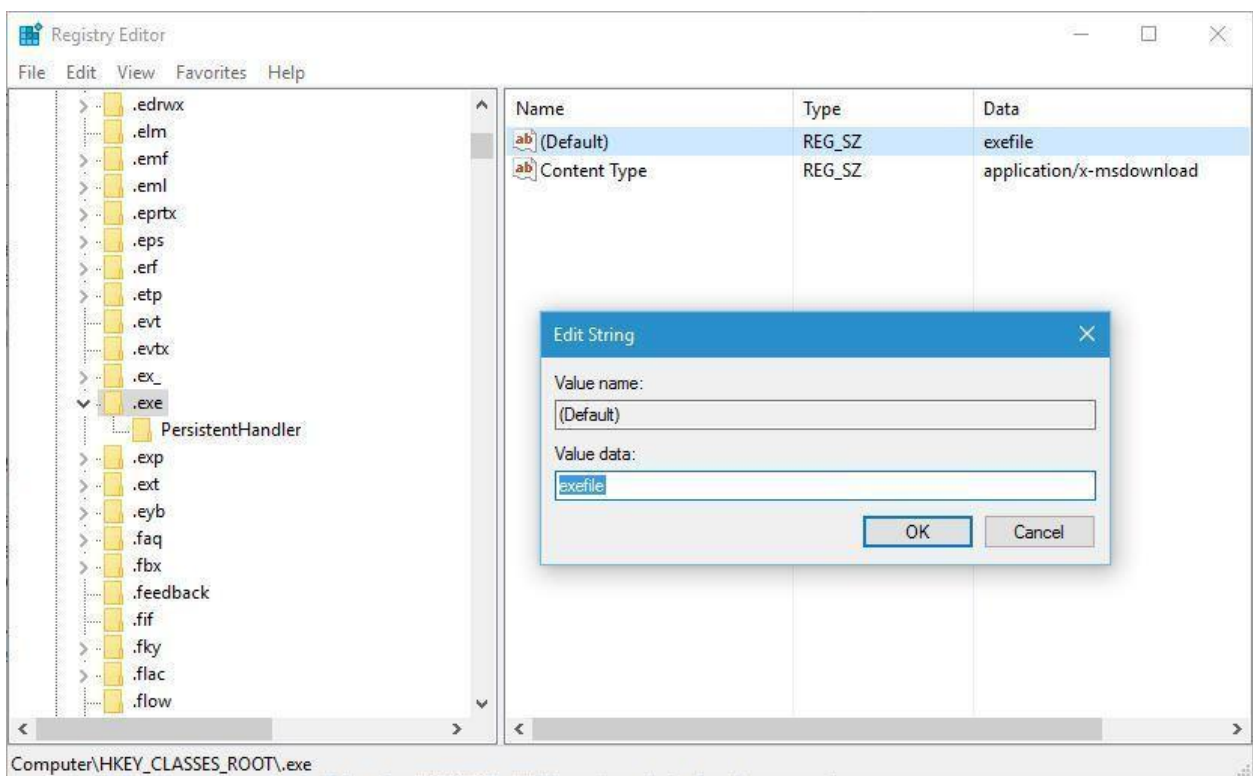 Registry Editor
File Edit View Favorites Help
.edrwx
.elm
.emf
.eml
.eprtx
.eps
.erf
.etp
.evt
.evtx
.ex_
.exe
PersistentHandler
.exp
.ext
.eyb
.faq
.fbx
.feedback
.fif
.fky
.flac
.flow
Name Type Data
ab (Default) REG_SZ exefile
ab Content Type REG_SZ application/x-msdownload
Edit String
Value name:
(Default)
Value data:
exefile
OK Cancel
Computer\HKEY_CLASSES_ROOT\.exe